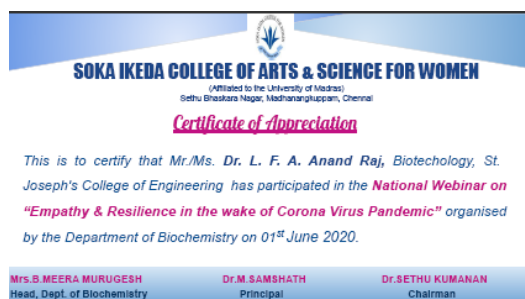 SOKA IKEDA COLLEGE OF ARTS & SCIENCE FOR WOMEN
(Affiliated to the University of Madras)
Sethu Bhaskara Nagar, Madhanangkuppam, Chennai
Certificate of Appreciation
This is to certify that Mr./Ms. Dr. L. F. A. Anand Raj, Biotechology, St.
Joseph's College of Engineering has participated in the National Webinar on
“Empathy & Resilience in the wake of Corona Virus Pandemic” organised
by the Department of Biochemistry on 01st June 2020.
Mrs.B.MEERA MURUGESH Dr.M.SAMSHATH Dr.SETHU KUMANAN
Head, Dept. of Biochemistry Principal Chairman